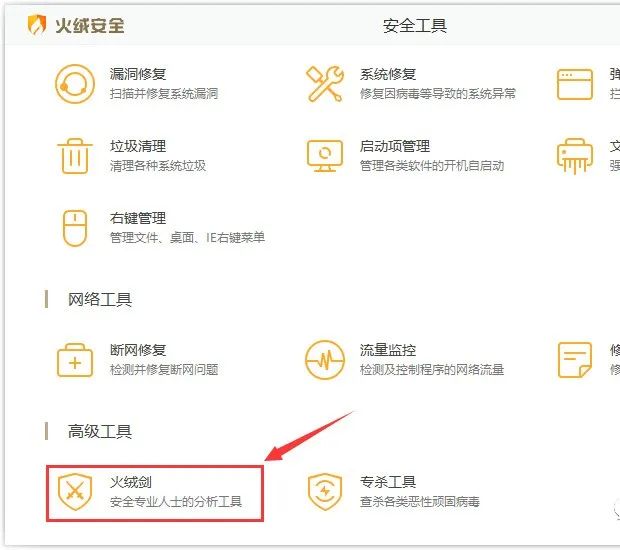 火绒安全
安全工具
漏洞修复
扫描并修复系统漏洞
系统修复
修复因病毒等导致的系统异常
弹
拦
垃圾清理
清理各种系统垃圾
启动项管理
管理各类软件的开机自启动
文
强
右键管理
管理文件、桌面、IE右键菜单
网络工具
断网修复
检测并修复断网问题
流量监控
检测及控制程序的网络流量
修
修
高级工具
火绒剑
安全专业人士的分析工具
专杀工具
查杀各类恶性顽固病毒